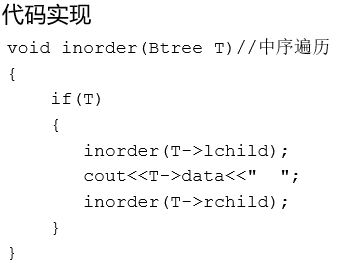 代码实现
void inorder(Btree T)//中序遍历
{
    if(T)
    {
       inorder(T->lchild);
       cout<<T->data<<"  ";
       inorder(T->rchild);
    }
}